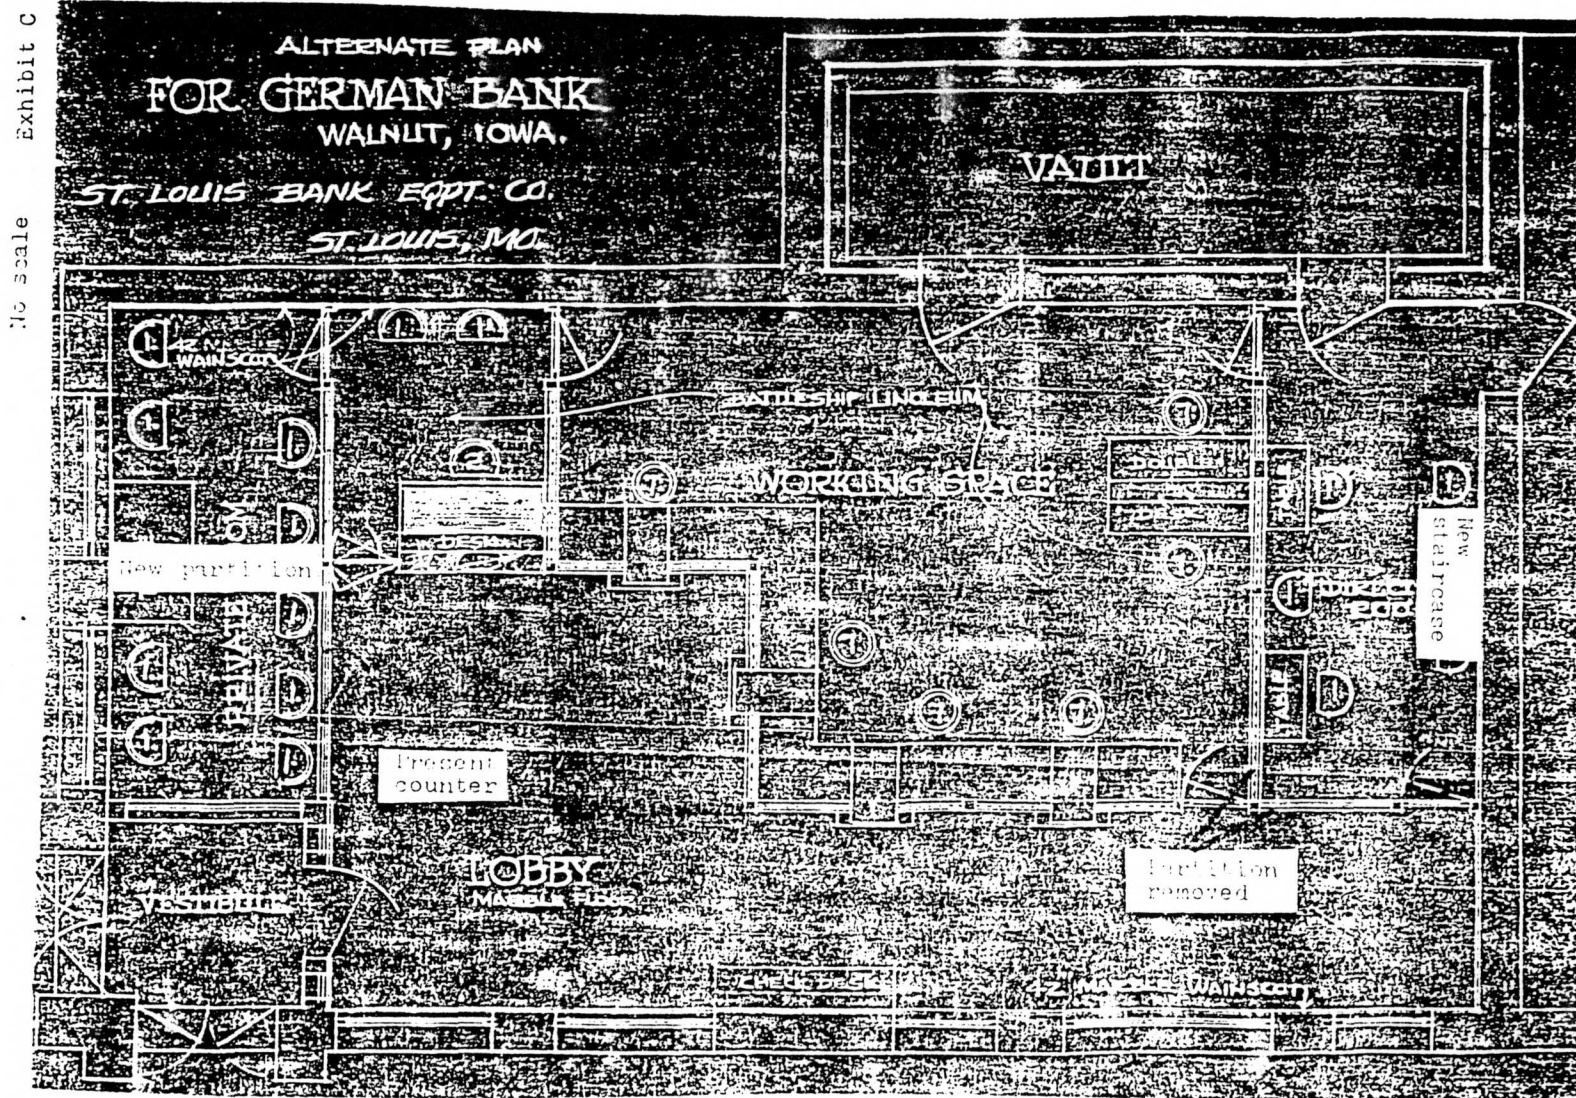 Exhibit C
No scale
ALTERNATE PLAN
FOR GERMAN BANK
WALNUT, IOWA.
ST. LOUIS BANK EQPT. CO.
ST. LOUIS, MO.
VAULT
WAINSCOT
BATTLESHIP LINOLEUM
WORKING SPACE
DESK
New partition
PRIVATE
New
staircase
Present
counter
LOBBY
MARBLE FLOOR
VESTIBULE
Partition
removed
CHECK DESK
42 MARBLE WAINSCOT